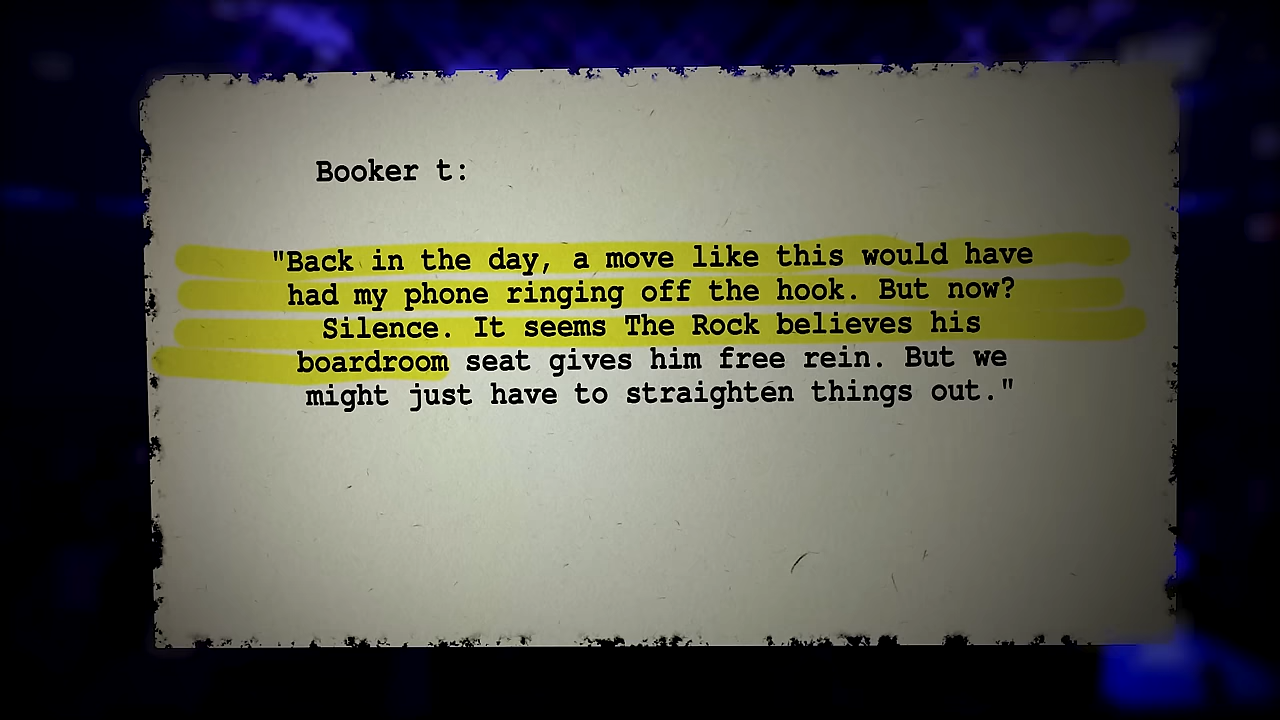 Booker t:
"Back in the day, a move like this would have
had my phone ringing off the hook. But now?
Silence. It seems The Rock believes his
boardroom seat gives him free rein. But we
might just have to straighten things out."